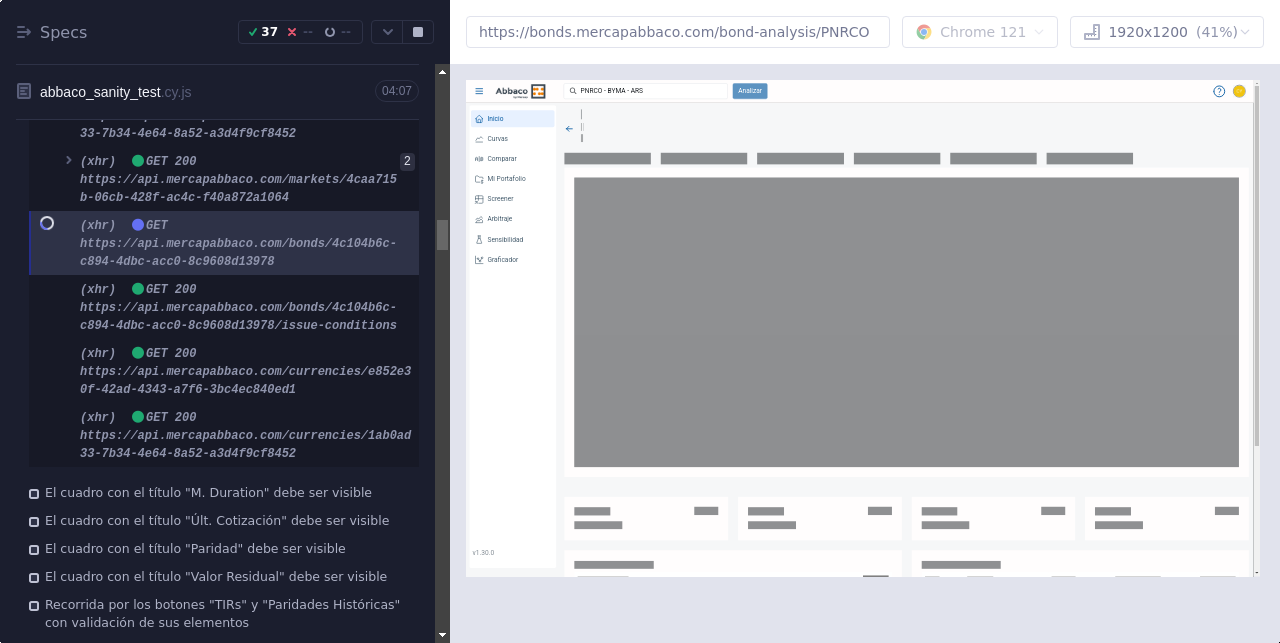 Specs
37
--
--
https://bonds.mercapabbaco.com/bond-analysis/PNRCO
Chrome 121
1920x1200 (41%)
abbaco_sanity_test.cy.js
04:07
33-7b34-4e64-8a52-a3d4f9cf8452
(xhr) GET 200
2
https://api.mercapabbaco.com/markets/4caa715
b-06cb-428f-ac4c-f40a872a1064
(xhr) GET
https://api.mercapabbaco.com/bonds/4c104b6c-
c894-4dbc-acc0-8c9608d13978
(xhr) GET 200
https://api.mercapabbaco.com/bonds/4c104b6c-
c894-4dbc-acc0-8c9608d13978/issue-conditions
(xhr) GET 200
https://api.mercapabbaco.com/currencies/e852e3
0f-42ad-4343-a7f6-3bc4ec840ed1
(xhr) GET 200
https://api.mercapabbaco.com/currencies/1ab0ad
33-7b34-4e64-8a52-a3d4f9cf8452
El cuadro con el título "M. Duration" debe ser visible
El cuadro con el título "Últ. Cotización" debe ser visible
El cuadro con el título "Paridad" debe ser visible
El cuadro con el título "Valor Residual" debe ser visible
Recorrida por los botones "TIRs" y "Paridades Históricas"
con validación de sus elementos
Abbaco
PNRCO - BYMA - ARS
Analizar
Inicio
Curvas
Comparar
Mi Portafolio
Screener
Arbitraje
Sensibilidad
Graficador
v1.30.0